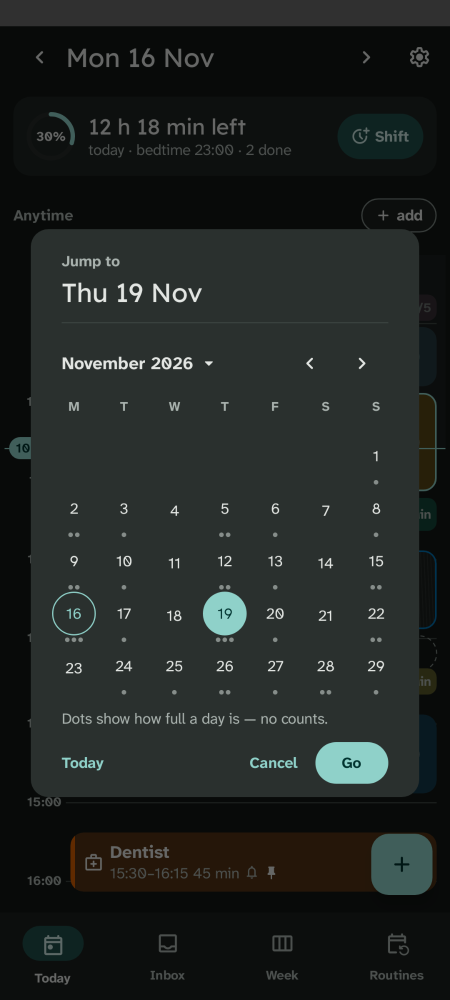 Mon 16 Nov
30%
12 h 18 min left
today · bedtime 23:00 · 2 done
Shift
Anytime
+ add
Jump to
Thu 19 Nov
/5
November 2026
M T W T F S S
10
1
2 3 4 5 6 7 8
in
9 10 11 12 13 14 15
16 17 18 19 20 21 22
23 24 25 26 27 28 29
in
Dots show how full a day is — no counts.
Today Cancel Go
15:00
Dentist
15:30–16:15 45 min
16:00
Today Inbox Week Routines